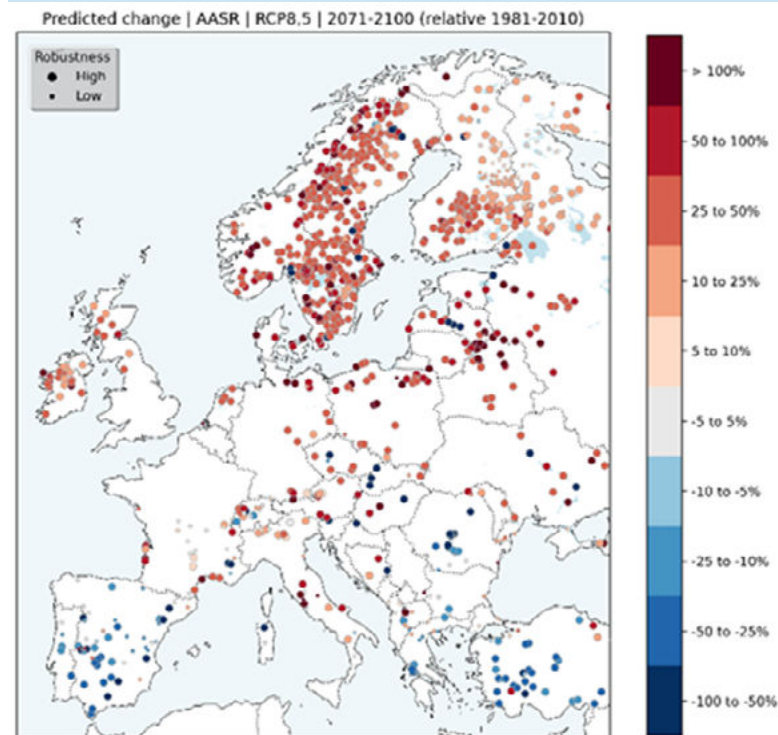 Predicted change | AASR | RCP8,5 | 2071-2100 (relative 1981-2010)
Robustness
High
Low
> 100%
50 to 100%
25 to 50%
10 to 25%
5 to 10%
-5 to 5%
-10 to -5%
-25 to -10%
-50 to -25%
-100 to -50%